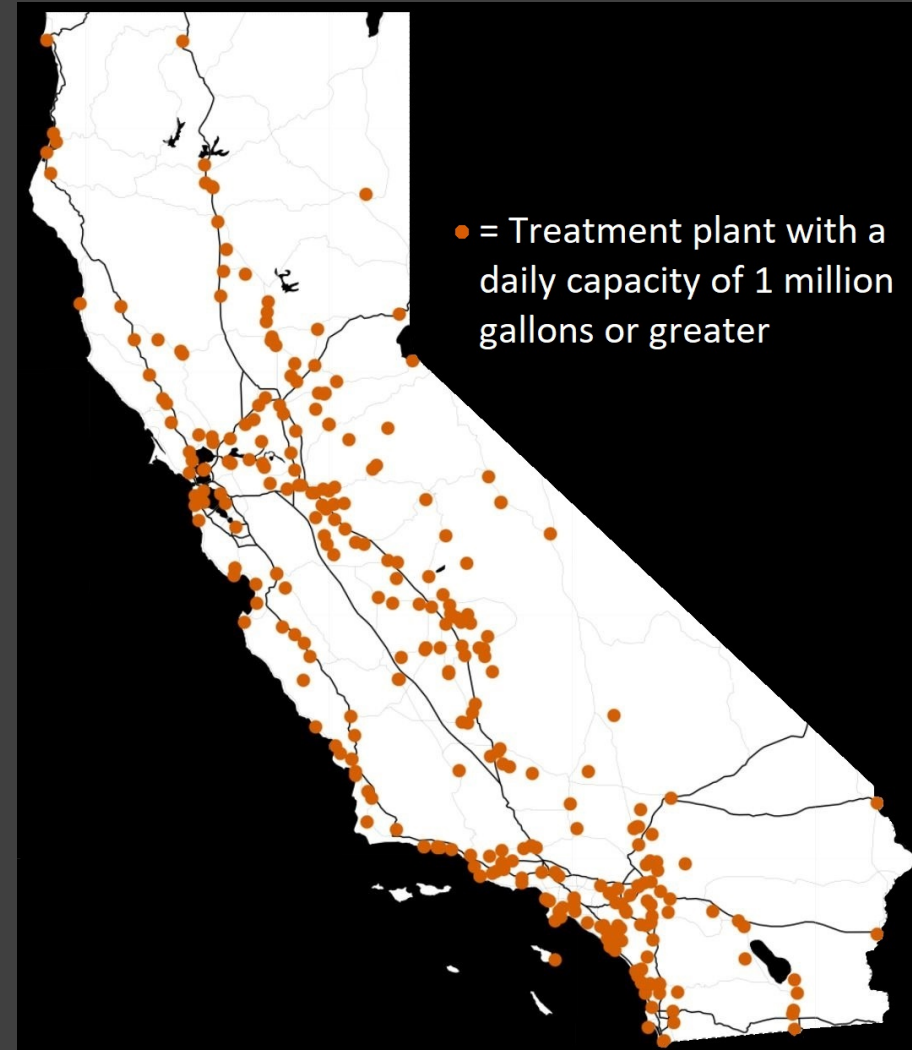 = Treatment plant with a
daily capacity of 1 million
gallons or greater